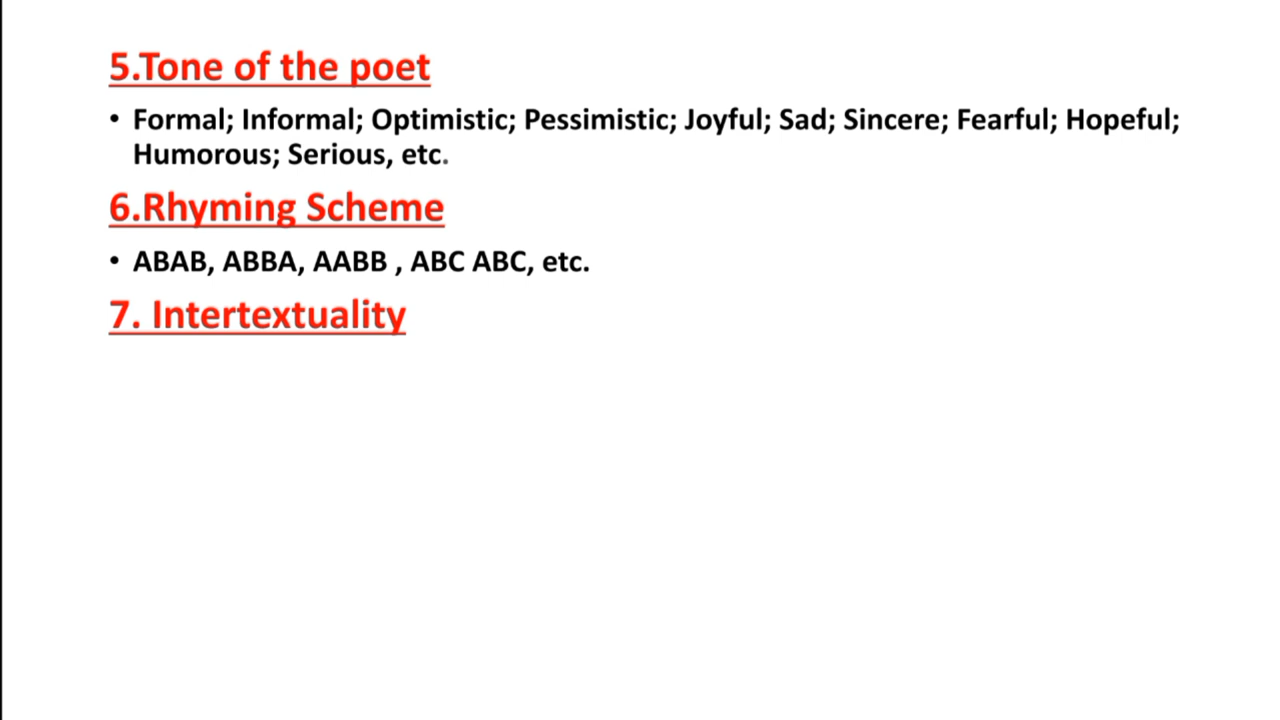 5.Tone of the poet
• Formal; Informal; Optimistic; Pessimistic; Joyful; Sad; Sincere; Fearful; Hopeful;
Humorous; Serious, etc.
6.Rhyming Scheme
• ABAB, ABBA, AABB , ABC ABC, etc.
7. Intertextuality